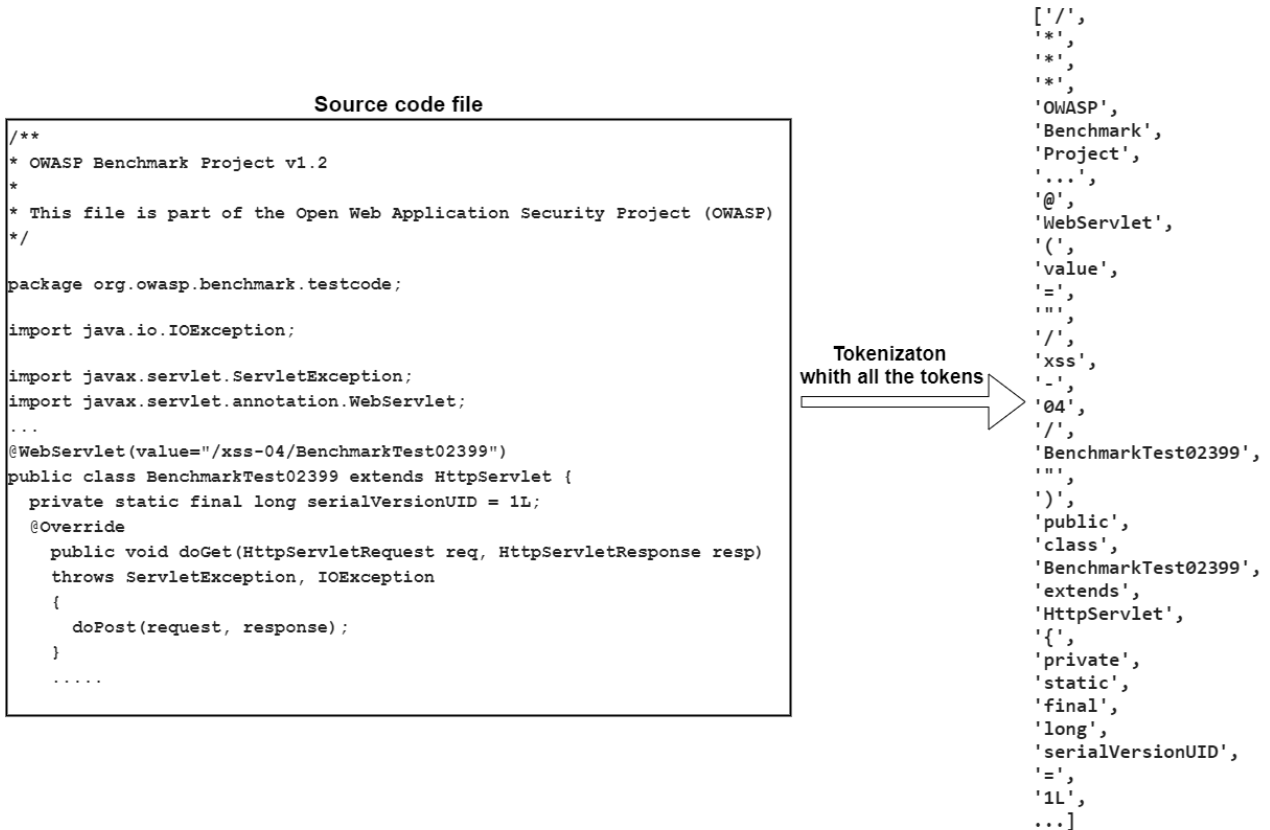 Source code file
/**
* OWASP Benchmark Project v1.2
*
* This file is part of the Open Web Application Security Project (OWASP)
*/
package org.owasp.benchmark.testcode;
import java.io.IOException;
import javax.servlet.ServletException;
import javax.servlet.annotation.WebServlet;
...
@WebServlet(value="/xss-04/BenchmarkTest02399")
public class BenchmarkTest02399 extends HttpServlet {
private static final long serialVersionUID = 1L;
@Override
public void doGet(HttpServletRequest req, HttpServletResponse resp)
throws ServletException, IOException
{
doPost(request, response);
}
.....
Tokenizaton
whith all the tokens
['/',
'*',
'*',
'*',
'OWASP',
'Benchmark',
'Project',
'...',
'@',
'WebServlet',
'(',
'value',
'=',
'"',
'/',
'xss',
'-',
'04',
'/',
'BenchmarkTest02399',
'"',
')',
'public',
'class',
'BenchmarkTest02399',
'extends',
'HttpServlet',
'{',
'private',
'static',
'final',
'long',
'serialVersionUID',
'=',
'1L',
...]